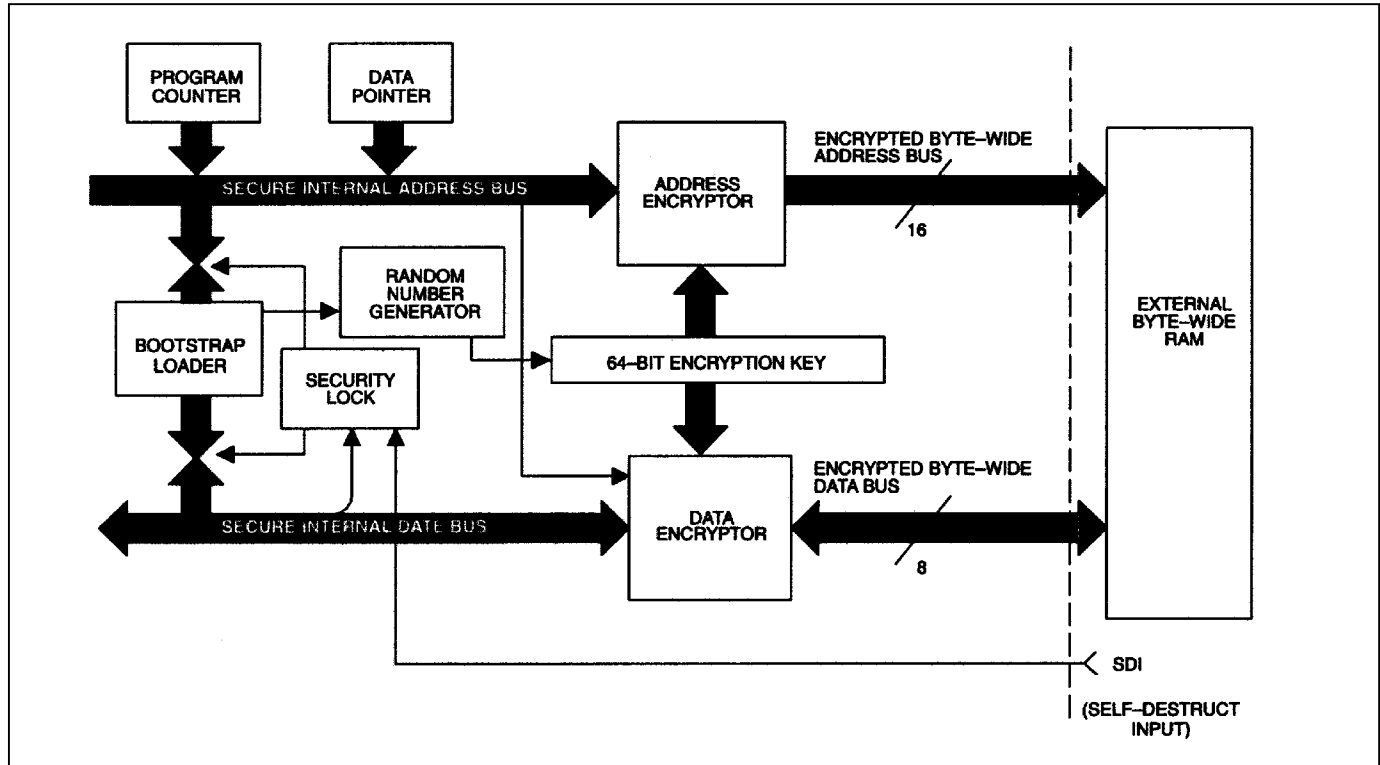 PROGRAM
COUNTER
DATA
POINTER
SECURE INTERNAL ADDRESS BUS
ADDRESS
ENCRYPTOR
ENCRYPTED BYTE–WIDE
ADDRESS BUS
16
EXTERNAL
BYTE–WIDE
RAM
RANDOM
NUMBER
GENERATOR
BOOTSTRAP
LOADER
SECURITY
LOCK
64–BIT ENCRYPTION KEY
SECURE INTERNAL DATE BUS
DATA
ENCRYPTOR
ENCRYPTED BYTE–WIDE
DATA BUS
8
SDI
(SELF–DESTRUCT
INPUT)